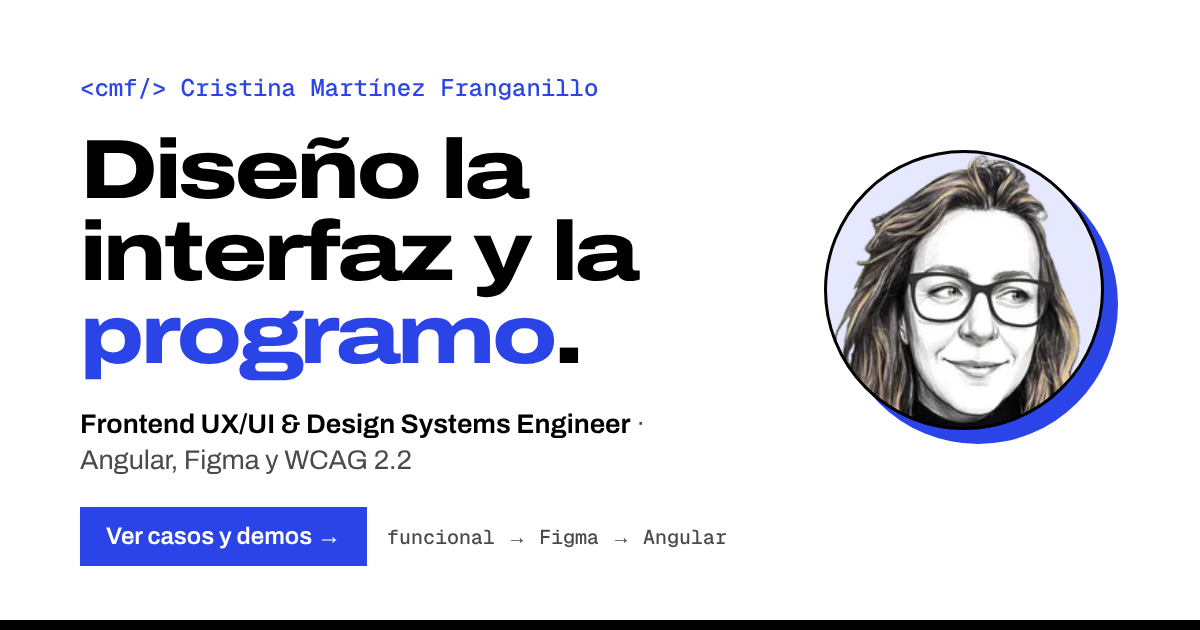 <cmf/> Cristina Martínez Franganillo
Diseño la
interfaz y la
programo.
Frontend UX/UI & Design Systems Engineer ·
Angular, Figma y WCAG 2.2
Ver casos y demos →
funcional → Figma → Angular